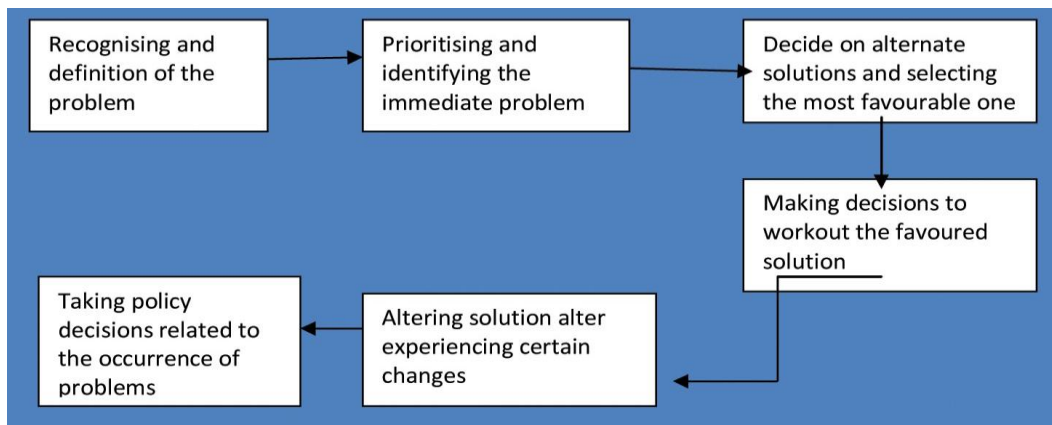 Recognising and
definition of the
problem
Prioritising and
identifying the
immediate problem
Decide on alternate
solutions and selecting
the most favourable one
Making decisions to
workout the favoured
solution
Altering solution alter
experiencing certain
changes
Taking policy
decisions related to
the occurrence of
problems